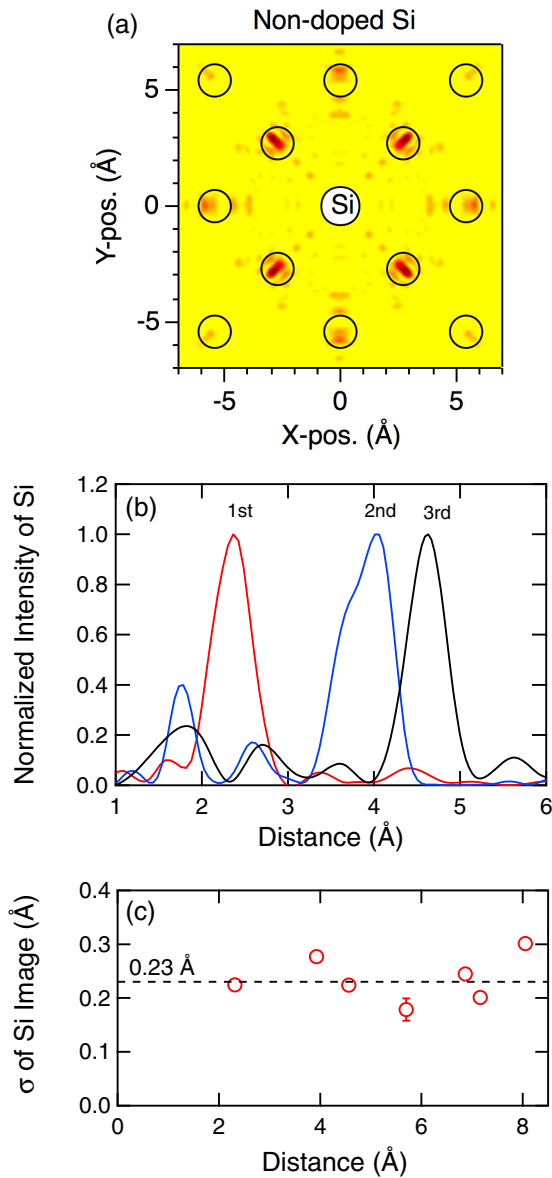 (a) Non-doped Si
5
0
-5
Y-pos. (Å)
Si
-5 0 5
X-pos. (Å)
(b)
1st 2nd 3rd
1.2
1.0
0.8
0.6
0.4
0.2
0.0
Normalized Intensity of Si
1 2 3 4 5 6
Distance (Å)
(c)
0.4
0.3
0.2
0.1
0.0
0.23 Å
σ of Si Image (Å)
0 2 4 6 8
Distance (Å)